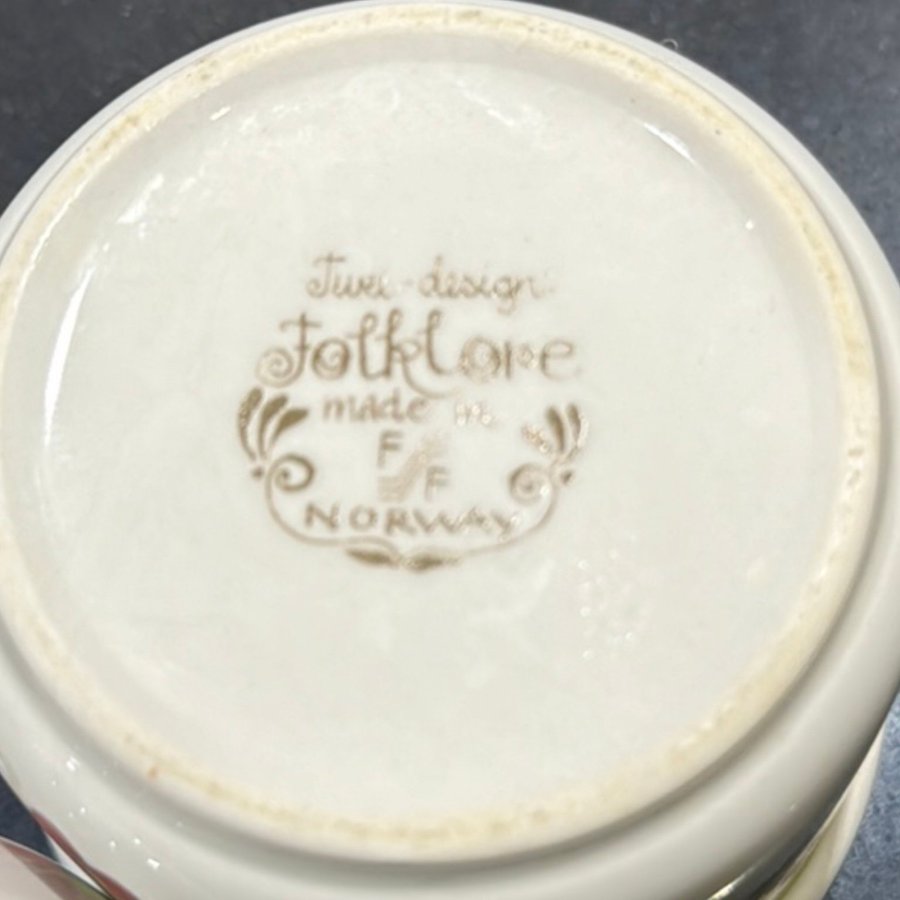 Turi-design
Folklore
made in
F
F
NORWAY